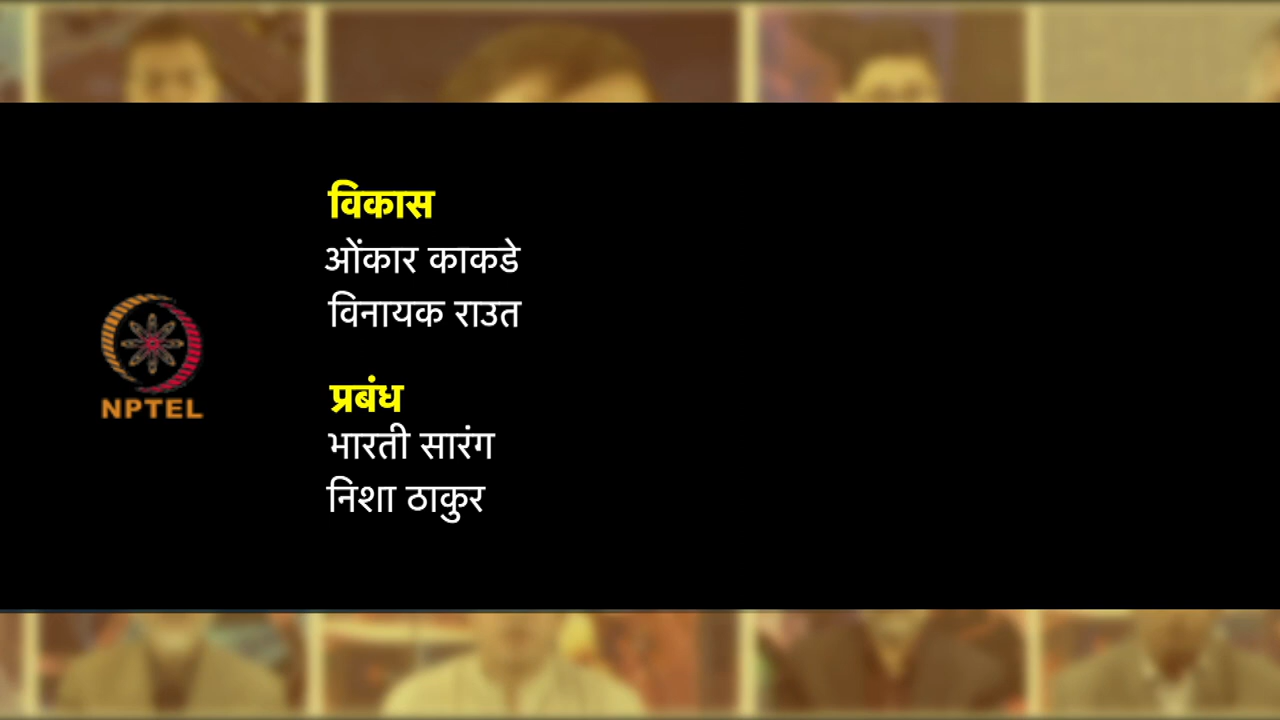 विकास
ओंकार काकडे
विनायक राउत
NPTEL
प्रबंध
भारती सारंग
निशा ठाकुर